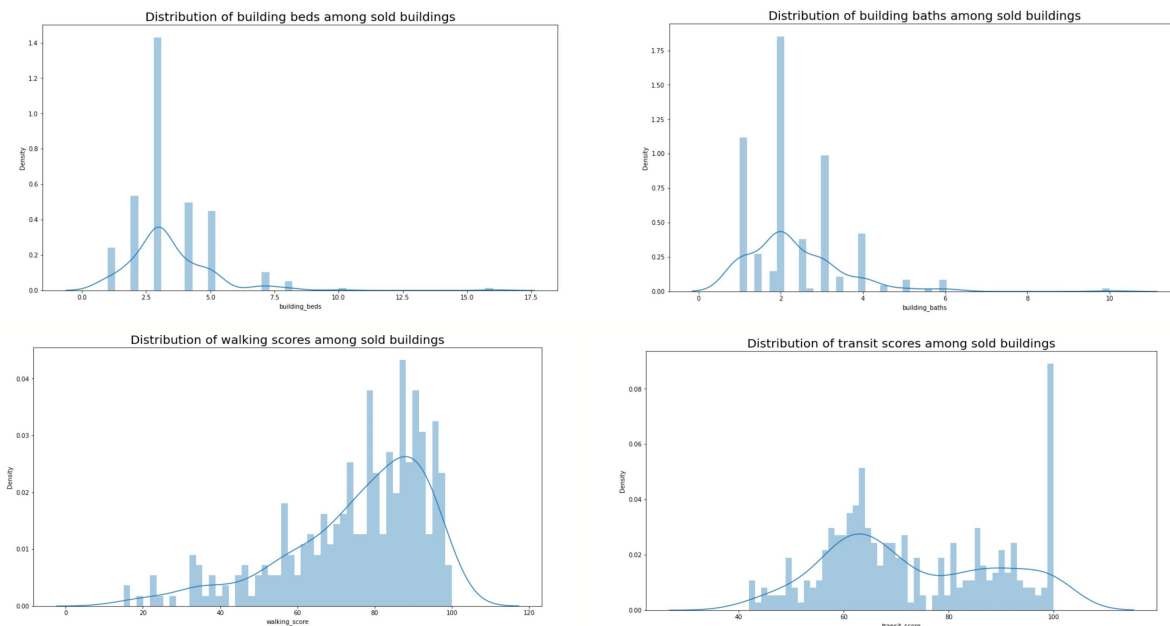 Distribution of building beds among sold buildings
1.4
1.2
1.0
0.8
0.6
0.4
0.2
0.0
Density
0.0 2.5 5.0 7.5 10.0 12.5 15.0 17.5
building_beds
Distribution of building baths among sold buildings
1.75
1.50
1.25
1.00
0.75
0.50
0.25
0.00
Density
0 2 4 6 8 10
building_baths
Distribution of walking scores among sold buildings
0.04
0.03
0.02
0.01
0.00
Density
0 20 40 60 80 100 120
walking_score
Distribution of transit scores among sold buildings
0.08
0.06
0.04
0.02
0.00
Density
40 60 80 100
transit_score